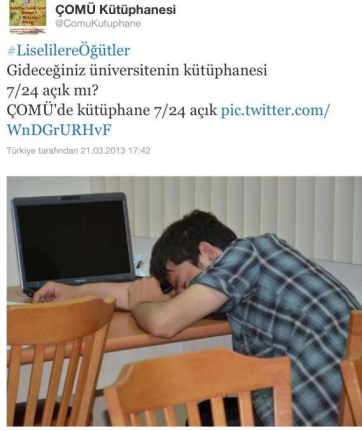 ÇOMÜ Kütüphanesi
@ComuKutuphane
#LiselilereÖğütler
Gideceğiniz üniversitenin kütüphanesi
7/24 açık mı?
ÇOMÜ'de kütüphane 7/24 açık pic.twitter.com/
WnDGrURHvF
Türkiye tarafından 21.03.2013 17:42